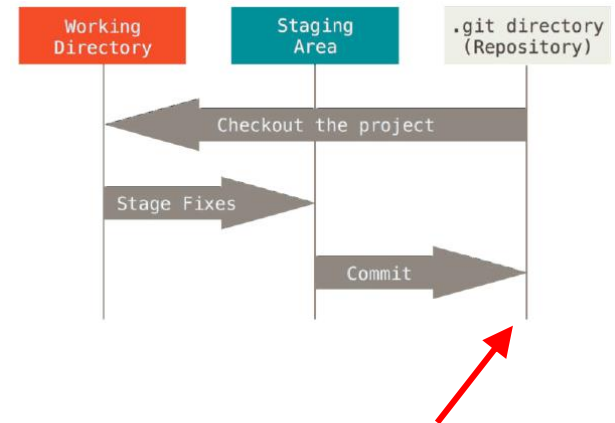 Working
Directory
Staging
Area
.git directory
(Repository)
Checkout the project
Stage Fixes
Commit